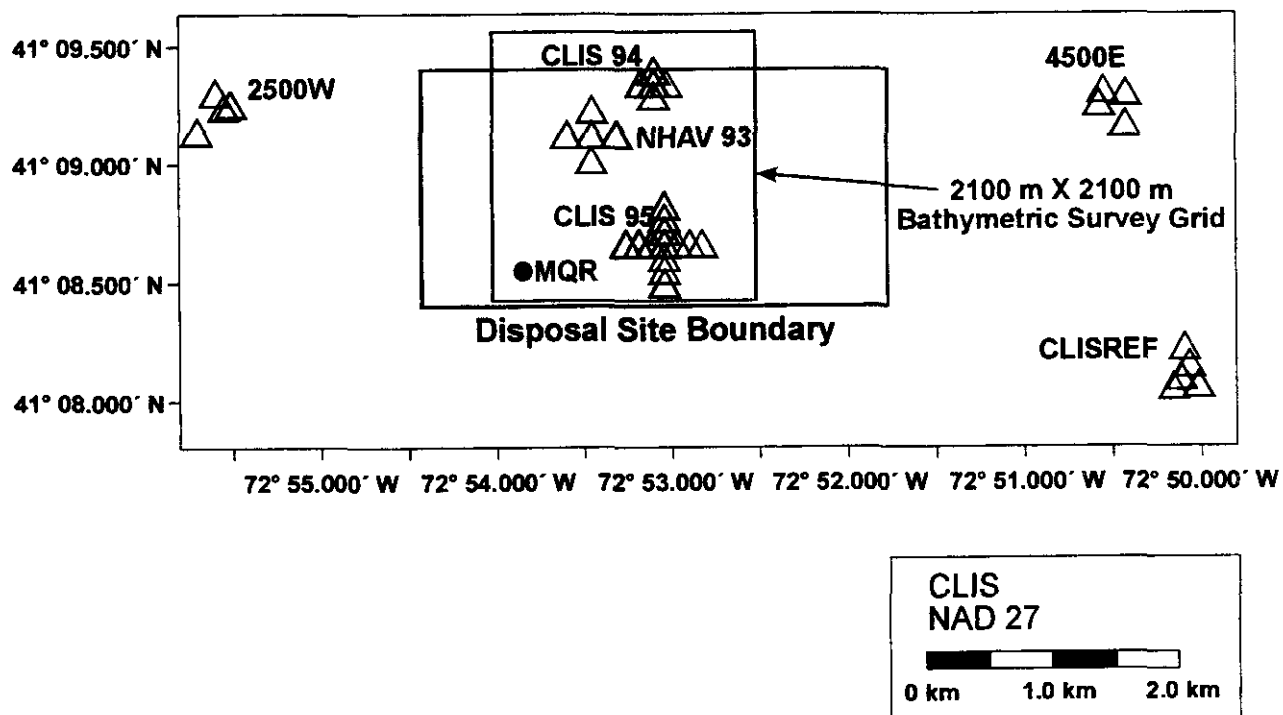 41° 09.500´ N
41° 09.000´ N
41° 08.500´ N
41° 08.000´ N
2500W
CLIS 94
4500E
NHAV 93
2100 m X 2100 m
Bathymetric Survey Grid
CLIS 95
MQR
Disposal Site Boundary
CLISREF
72° 55.000´ W
72° 54.000´ W
72° 53.000´ W
72° 52.000´ W
72° 51.000´ W
72° 50.000´ W
CLIS
NAD 27
0 km
1.0 km
2.0 km